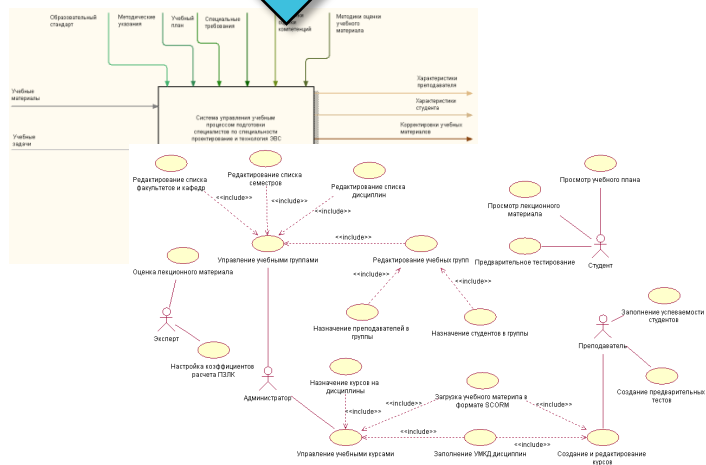 Образовательный
стандарт
Методические
указания
Учебный
план
Специальные
требования
компетенций
Методики оценки
учебного
материала
Учебные
материалы
Учебные
задачи
Система управления учебным
процессом подготовки
специалистов по специальности
проектирование и технология ЭВС
Характеристики
преподавателя
Характеристики
студента
Корректировки учебных
материалов
Редактирование списка
факультетов и кафедр
Редактирование списка
семестров
Редактирование списка
дисциплин
<<include>>
<<include>>
<<include>>
Просмотр учебного плана
Просмотр лекционного
материала
Предварительное тестирование
Студент
Управление учебными группами
<<include>>
Редактирование учебных групп
Оценка лекционного материала
<<include>>
<<include>>
Назначение преподавателей в
группы
Назначение студентов в группы
Эксперт
Настройка коэффициентов
расчета ПЗЛК
Заполнение успеваемости
студентов
Преподаватель
Создание предварительных
тестов
Администратор
Назначение курсов на
дисциплины
Загрузка учебного материпа в
формате SCORM
<<include>>
<<include>>
<<include>>
<<include>>
<<include>>
Управление учебными курсами
Заполнение УМКД дисциплин
Создание и редактирование
курсов